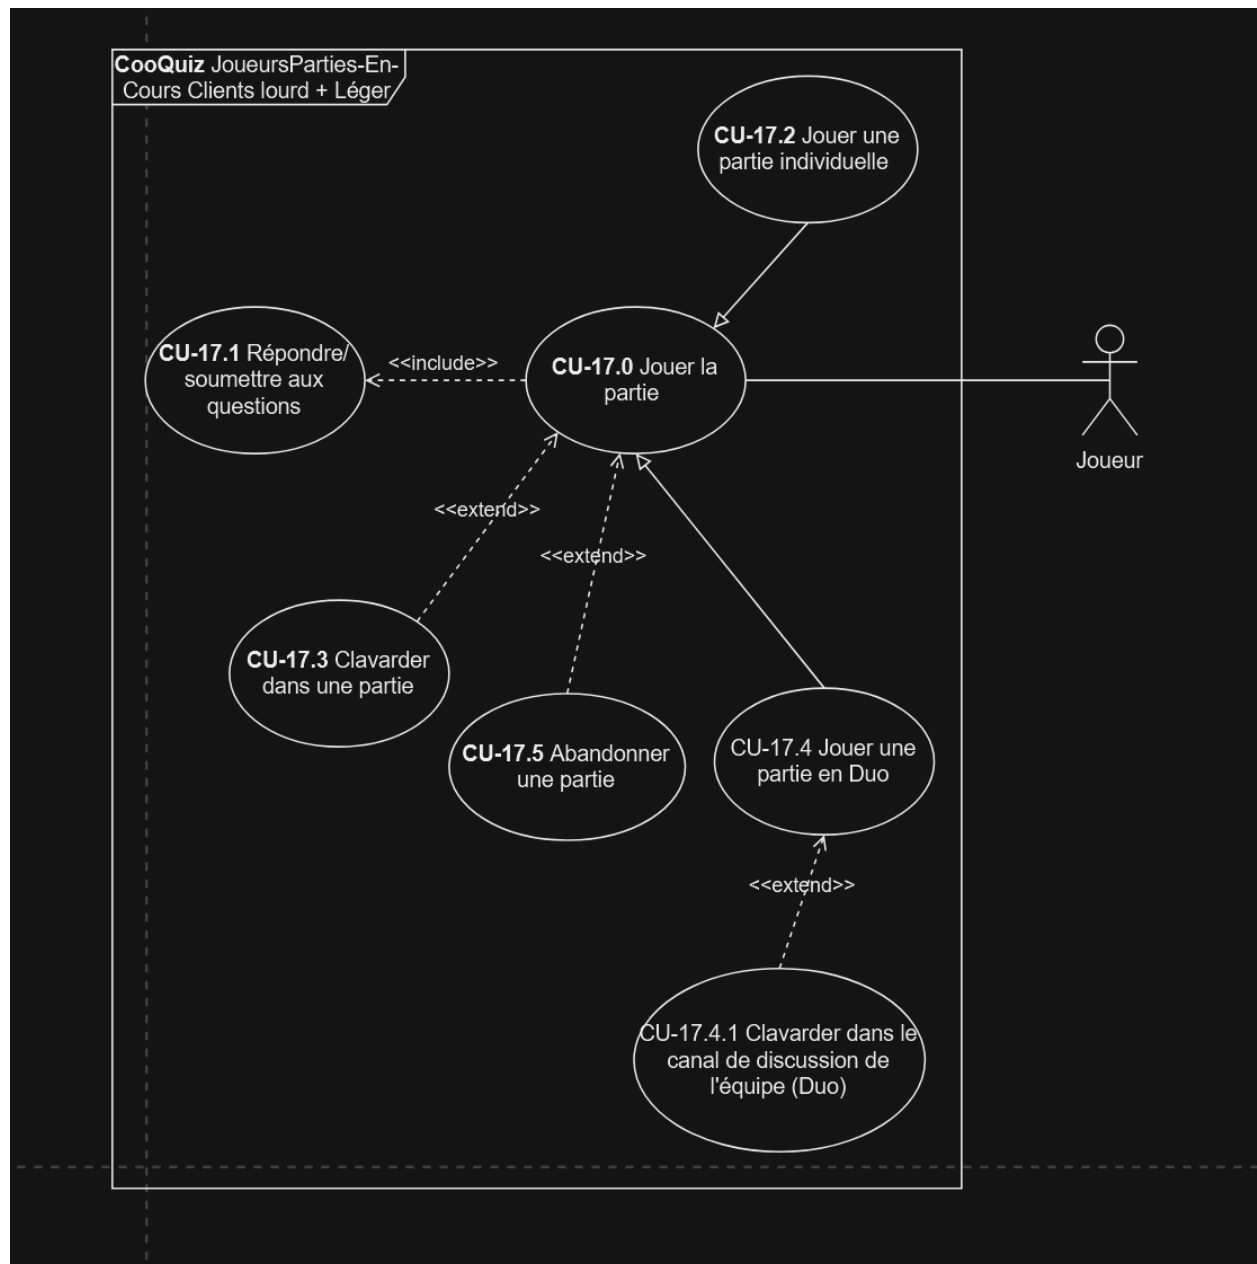 CooQuiz JoueursParties-En-
Cours Clients lourd + Léger
CU-17.2 Jouer une
partie individuelle
CU-17.1 Répondre/
soumettre aux
questions
<<include>>
CU-17.0 Jouer la
partie
Joueur
<<extend>>
<<extend>>
CU-17.3 Clavarder
dans une partie
CU-17.5 Abandonner
une partie
CU-17.4 Jouer une
partie en Duo
<<extend>>
CU-17.4.1 Clavarder dans le
canal de discussion de
l'équipe (Duo)